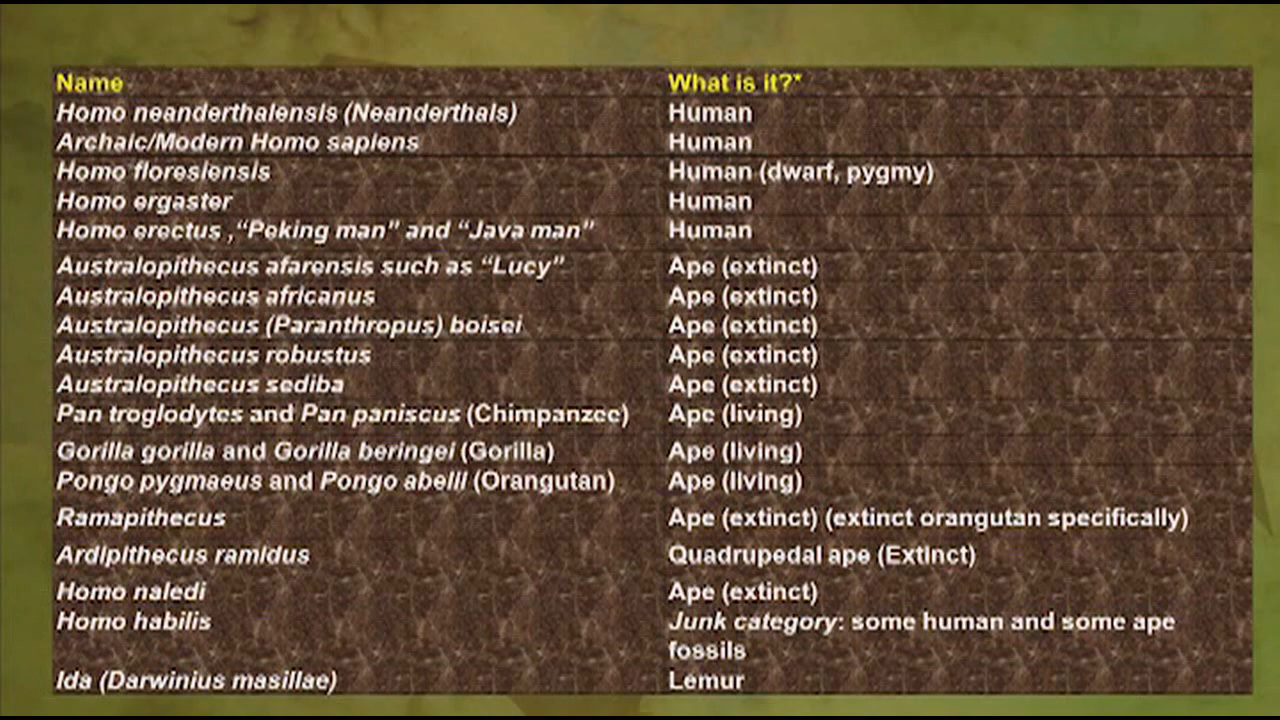 Name What is it?*
Homo neanderthalensis (Neanderthals) Human
Archaic/Modern Homo sapiens Human
Homo floresiensis Human (dwarf, pygmy)
Homo ergaster Human
Homo erectus ,“Peking man” and “Java man” Human
Australopithecus afarensis such as “Lucy” Ape (extinct)
Australopithecus africanus Ape (extinct)
Australopithecus (Paranthropus) boisei Ape (extinct)
Australopithecus robustus Ape (extinct)
Australopithecus sediba Ape (extinct)
Pan troglodytes and Pan paniscus (Chimpanzee) Ape (living)
Gorilla gorilla and Gorilla beringei (Gorilla) Ape (living)
Pongo pygmaeus and Pongo abelii (Orangutan) Ape (living)
Ramapithecus Ape (extinct) (extinct orangutan specifically)
Ardipithecus ramidus Quadrupedal ape (Extinct)
Homo naledi Ape (extinct)
Homo habilis Junk category: some human and some ape
fossils
Ida (Darwinius masillae) Lemur